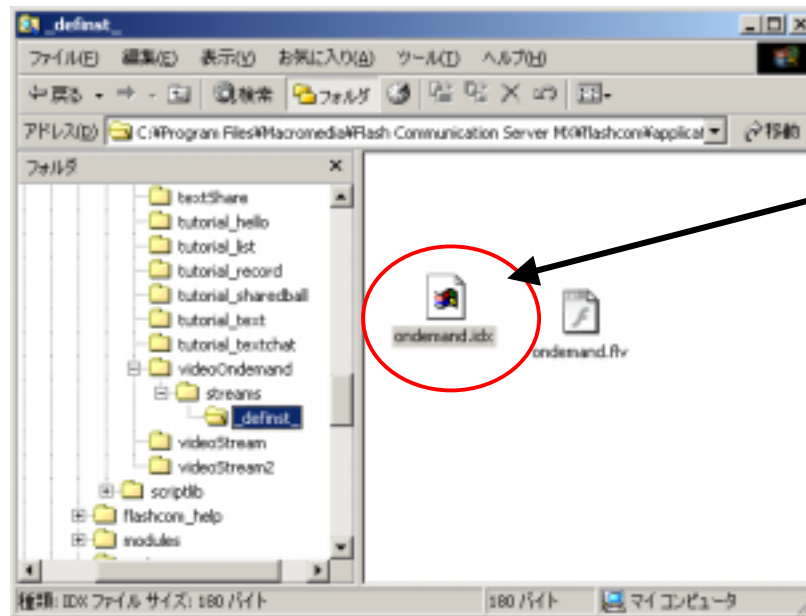 _definst_
ファイル(F) 編集(E) 表示(V) お気に入り(A) ツール(T) ヘルプ(H)
戻る 検索 フォルダ
アドレス(D) C:¥Program Files¥Macromedia¥Flash Communication Server MX¥flashcom¥applicat 移動
フォルダ
textShare
tutorial_hello
tutorial_list
tutorial_record
tutorial_sharedball
tutorial_text
tutorial_textchat
videoOndemand
streams
_definst_
videoStream
videoStream2
scriptlib
flashcom_help
modules
ondemand.idx
ondemand.flv
種類: IDX ファイル サイズ: 180 バイト 180 バイト マイ コンピュータ